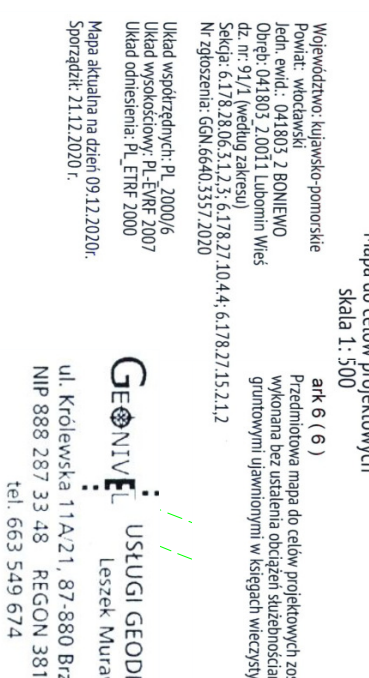 Mapa do celów projektowych
skala 1: 500
Województwo: kujawsko-pomorskie
Powiat: włocławski
Jedn. ewid.: 041803_2 BONIEWO
Obręb: 041803_2.0011 Lubomin Wieś
dz. nr: 91/1 (według zakresu)
Sekcja: 6.178.28.06.3.1,2,3; 6.178.27.10.4.4; 6.178.27.15.2.1,2
Nr zgłoszenia: GGN.6640.3357.2020
ark 6 ( 6 )
Przedmiotowa mapa do celów projektowych zos
wykonana bez ustalenia obciążeń służebnościam
gruntowymi ujawnionymi w księgach wieczysty
Układ współrzędnych: PL_2000/6
Układ wysokościowy: PL-EVRF 2007
Układ odniesienia: PL_ETRF 2000
Mapa aktualna na dzień 09.12.2020r.
Sporządził: 21.12.2020 r.
GEONIVEL
USŁUGI GEODE
Leszek Muraw
ul. Królewska 11A/21, 87-880 Brz
NIP 888 287 33 48 REGON 381
tel. 663 549 674